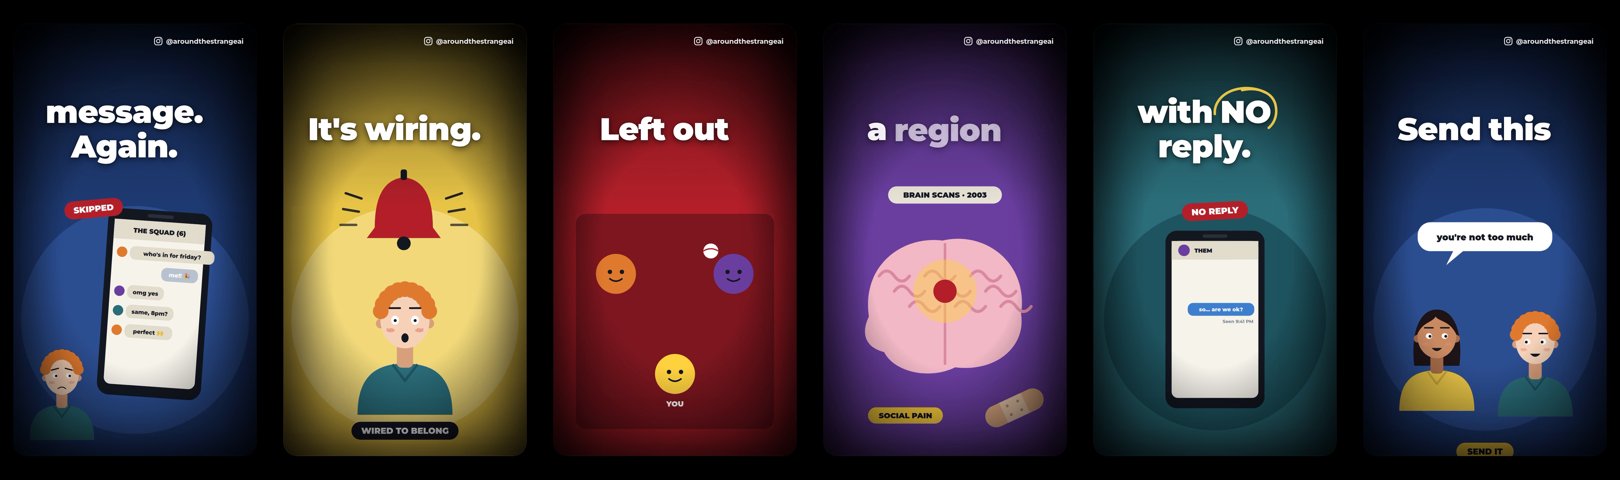 @aroundthestrangeai
message.
Again.
SKIPPED
THE SQUAD (6)
who's in for friday?
me!! 🎉
omg yes
same, 8pm?
perfect 🙌
@aroundthestrangeai
It's wiring.
WIRED TO BELONG
@aroundthestrangeai
Left out
YOU
@aroundthestrangeai
a region
BRAIN SCANS • 2003
SOCIAL PAIN
@aroundthestrangeai
with NO
reply.
NO REPLY
THEM
so... are we ok?
Seen 9:41 PM
@aroundthestrangeai
Send this
you're not too much
SEND IT